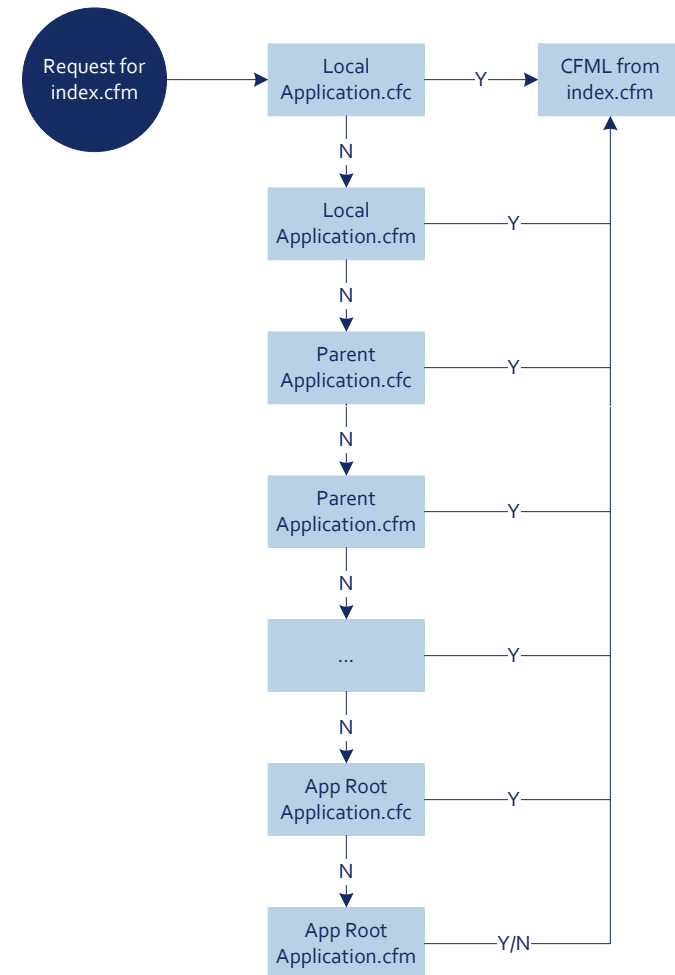 Request for
index.cfm
Local
Application.cfc
Y
CFML from
index.cfm
N
Local
Application.cfm
Y
N
Parent
Application.cfc
Y
N
Parent
Application.cfm
Y
N
...
Y
N
App Root
Application.cfc
Y
N
App Root
Application.cfm
Y/N